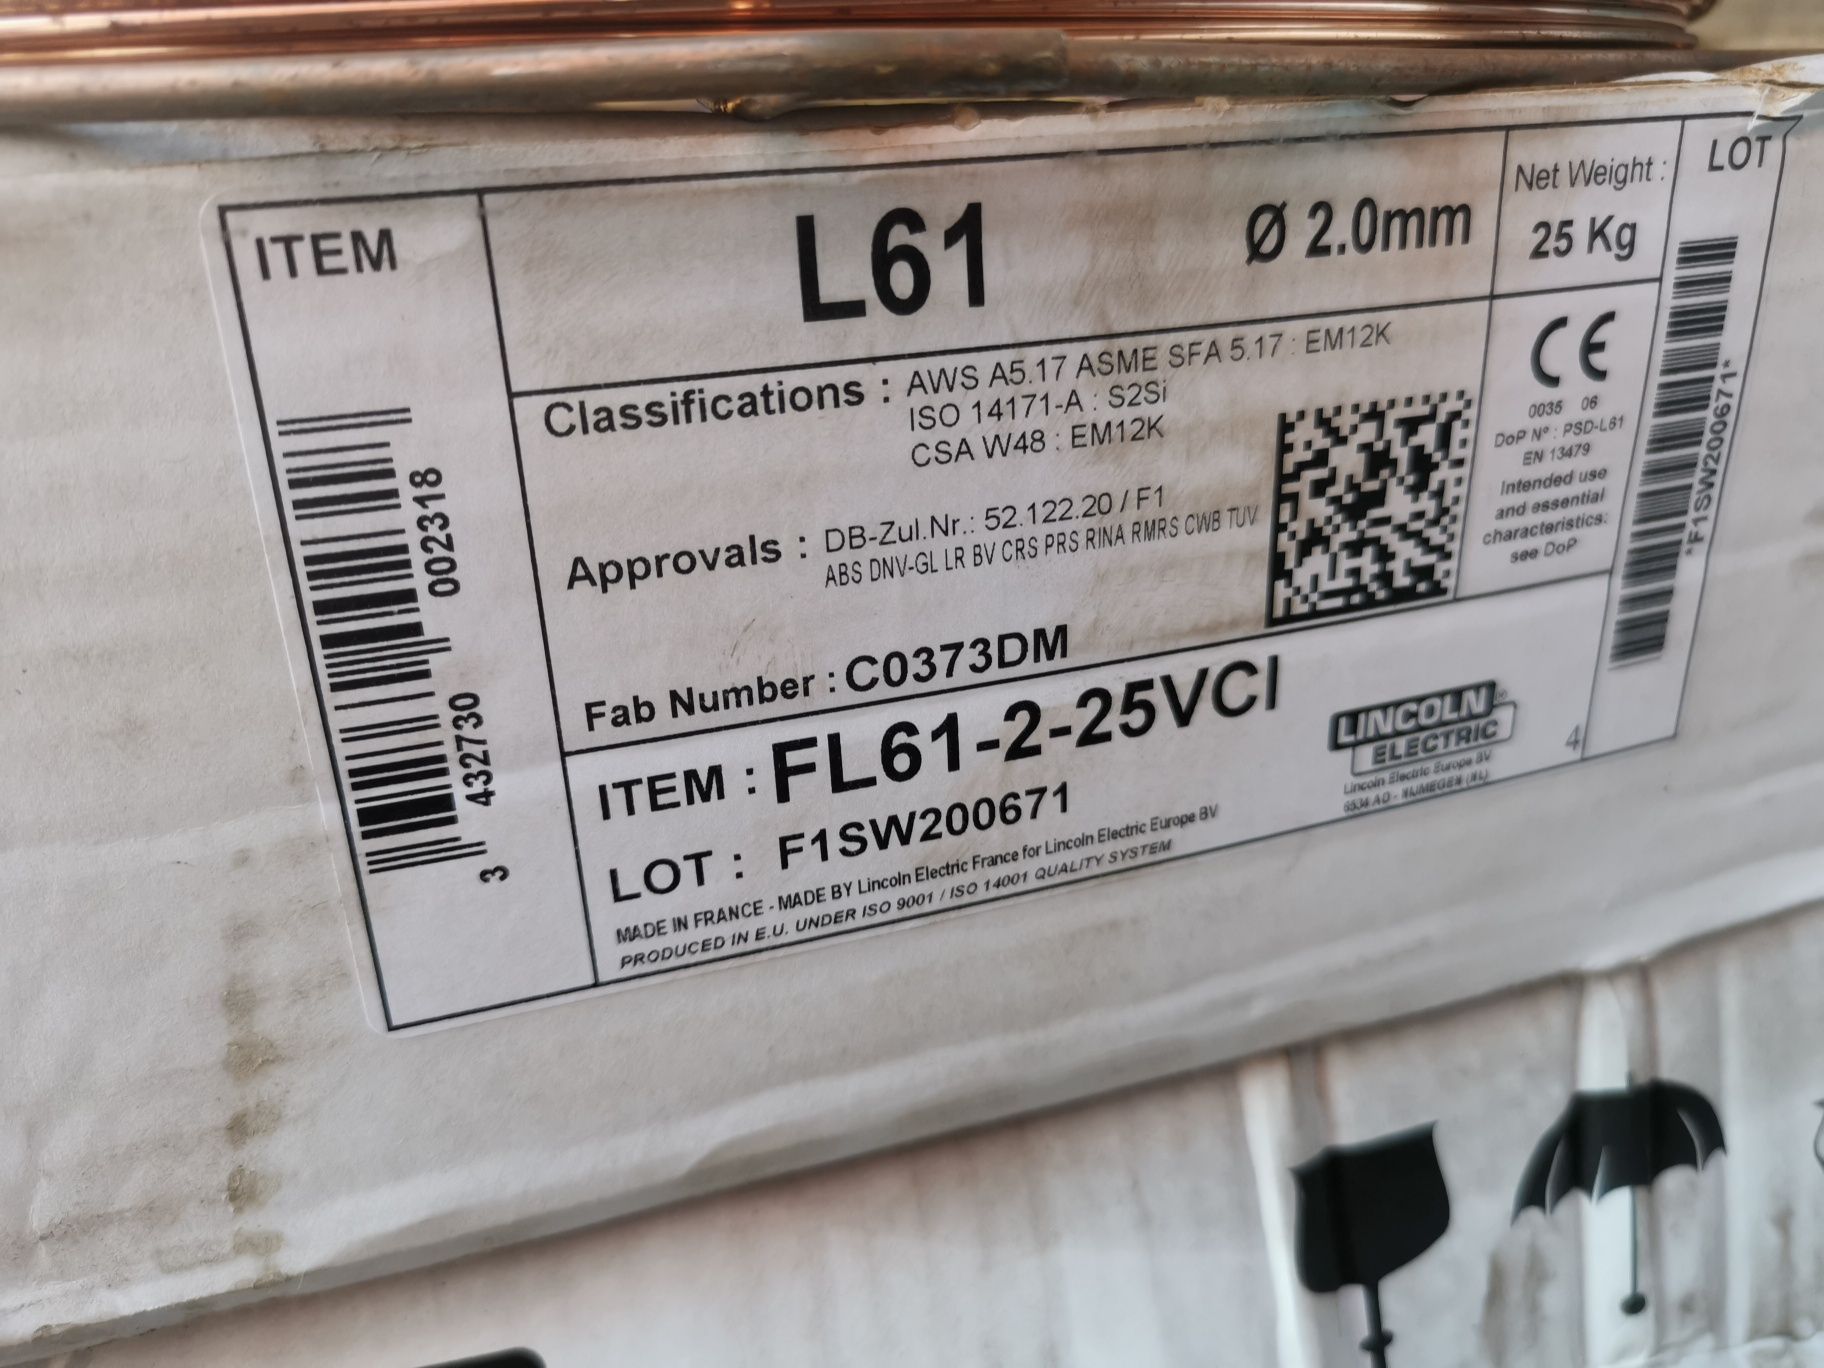 ITEM
L61
Ø 2.0mm
Net Weight :
25 Kg
LOT
Classifications : AWS A5.17 ASME SFA 5.17 : EM12K
ISO 14171-A : S2Si
CSA W48 : EM12K
CE
0035 06
DoP N° : PSD-L61
EN 13479
Intended use
and essential
characteristics:
see DoP
*F1SW200671*
Approvals : DB-Zul.Nr.: 52.122.20 / F1
ABS DNV-GL LR BV CRS PRS RINA RMRS CWB TUV
Fab Number : C0373DM
3 432730 002318
ITEM : FL61-2-25VCI
LOT : F1SW200671
MADE IN FRANCE - MADE BY Lincoln Electric France for Lincoln Electric Europe BV
PRODUCED IN E.U. UNDER ISO 9001 / ISO 14001 QUALITY SYSTEM
LINCOLN ®
ELECTRIC
Lincoln Electric Europe BV
6534 AD - NIJMEGEN (NL)
4